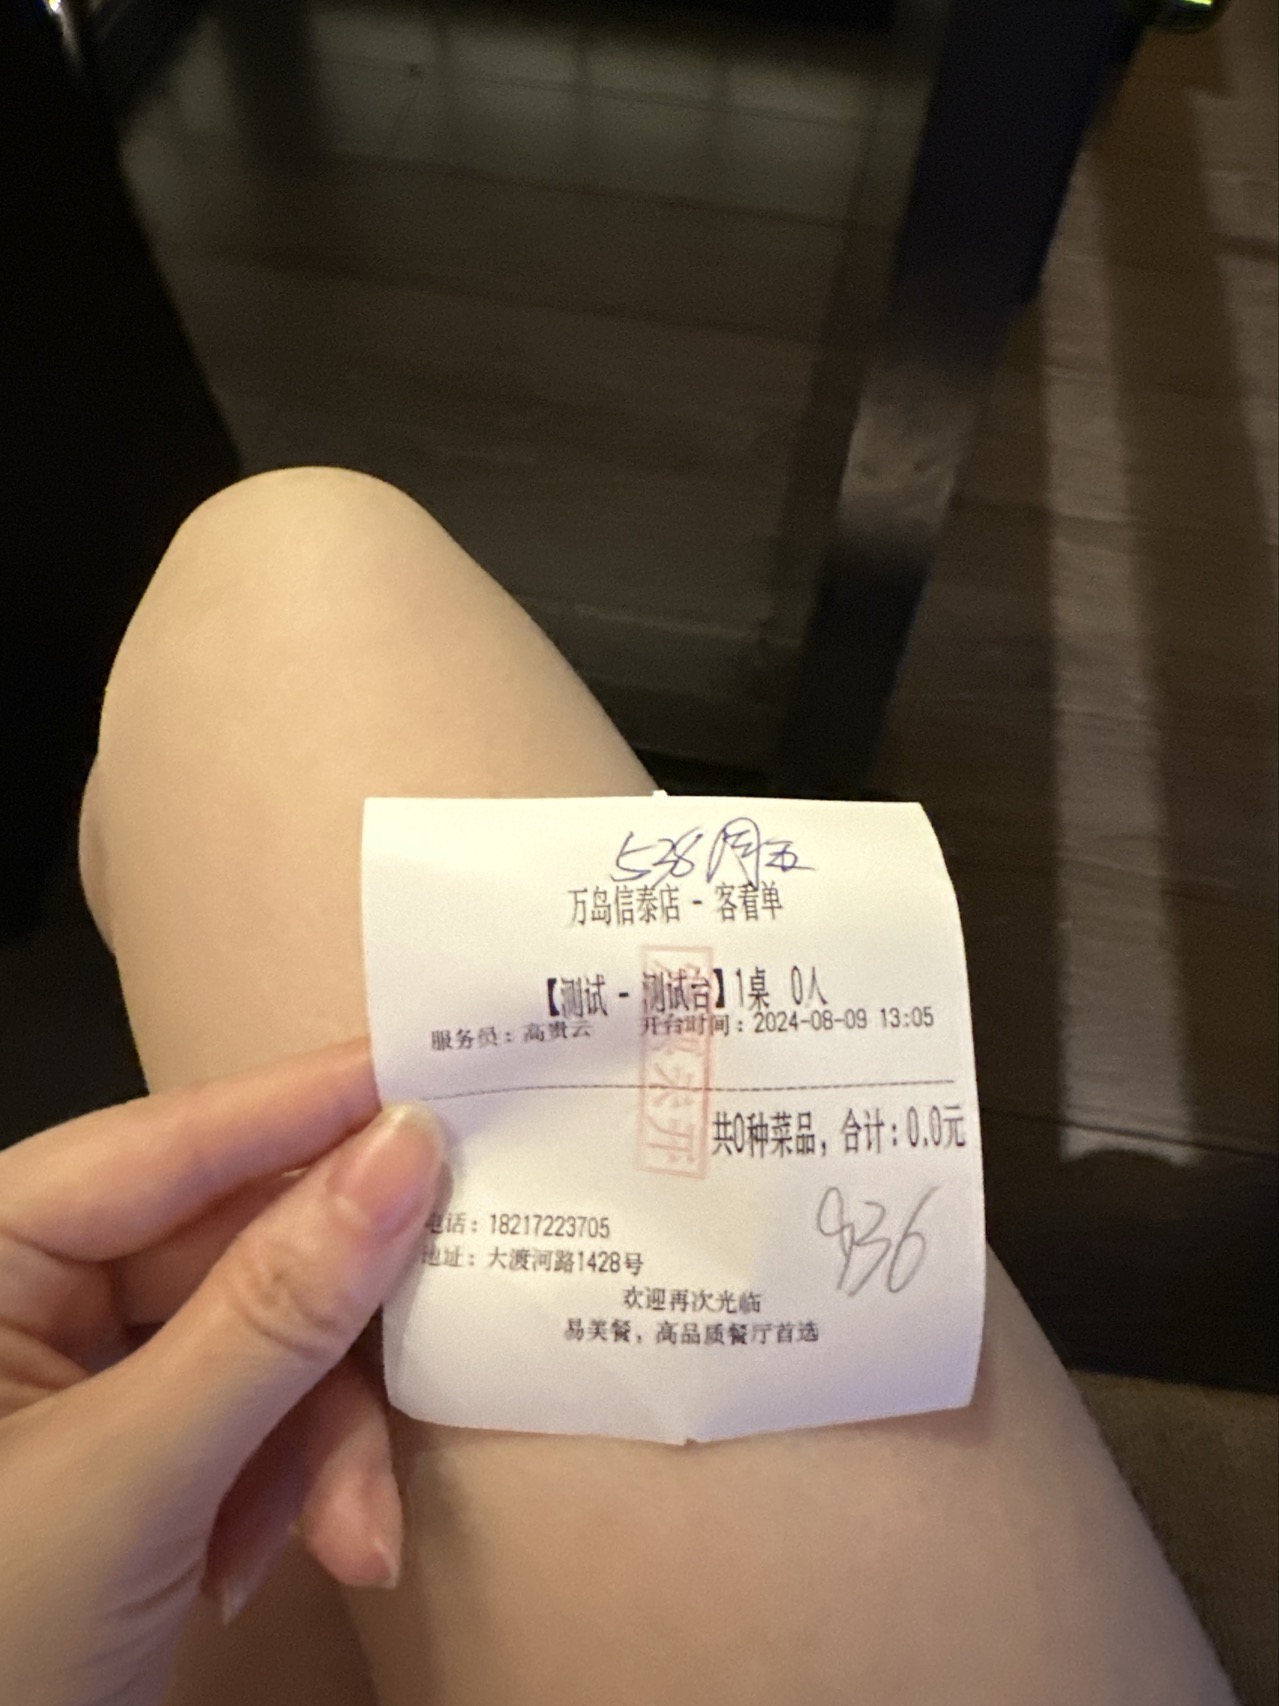 538 周五
万岛信泰店 - 客看单
【测试 - 测试台】1桌 0人
服务员：高贵云 开台时间：2024-08-09 13:05
共0种菜品，合计：0.0元
936
电话：18217223705
地址：大渡河路1428号
欢迎再次光临
易美餐，高品质餐厅首选